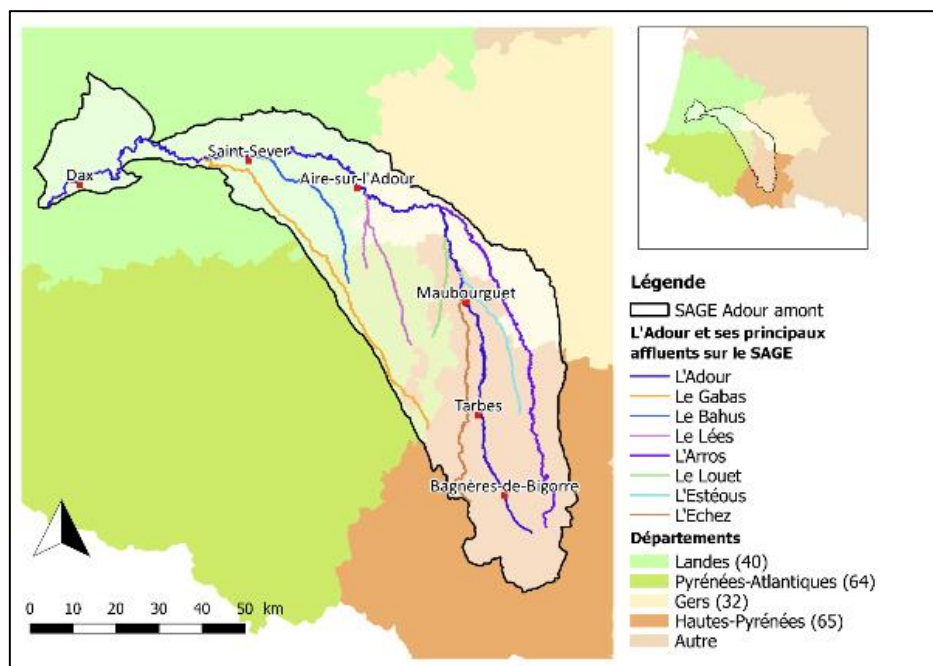 Saint-Sever
Dax
Aire-sur-l'Adour
Maubourguet
Tarbes
Bagnères-de-Bigorre
0 10 20 30 40 50 km
Légende
SAGE Adour amont
L'Adour et ses principaux
affluents sur le SAGE
L'Adour
Le Gabas
Le Bahus
Le Lées
L'Arros
Le Louet
L'Estéous
L'Echez
Départements
Landes (40)
Pyrénées-Atlantiques (64)
Gers (32)
Hautes-Pyrénées (65)
Autre